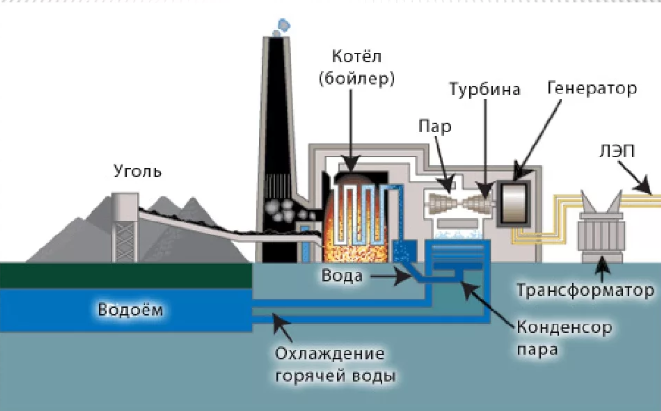 Котёл
(бойлер)
Турбина
Генератор
Пар
ЛЭП
Уголь
Вода
Трансформатор
Водоём
Конденсор
пара
Охлаждение
горячей воды